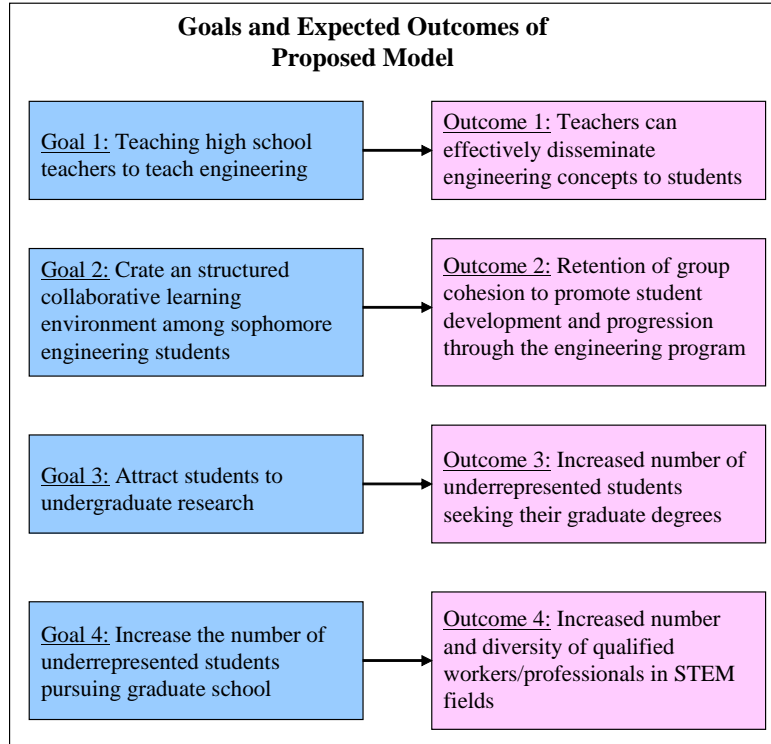 Goals and Expected Outcomes of
Proposed Model
Goal 1: Teaching high school
teachers to teach engineering
Outcome 1: Teachers can
effectively disseminate
engineering concepts to students
Goal 2: Crate an structured
collaborative learning
environment among sophomore
engineering students
Outcome 2: Retention of group
cohesion to promote student
development and progression
through the engineering program
Goal 3: Attract students to
undergraduate research
Outcome 3: Increased number of
underrepresented students
seeking their graduate degrees
Goal 4: Increase the number of
underrepresented students
pursuing graduate school
Outcome 4: Increased number
and diversity of qualified
workers/professionals in STEM
fields